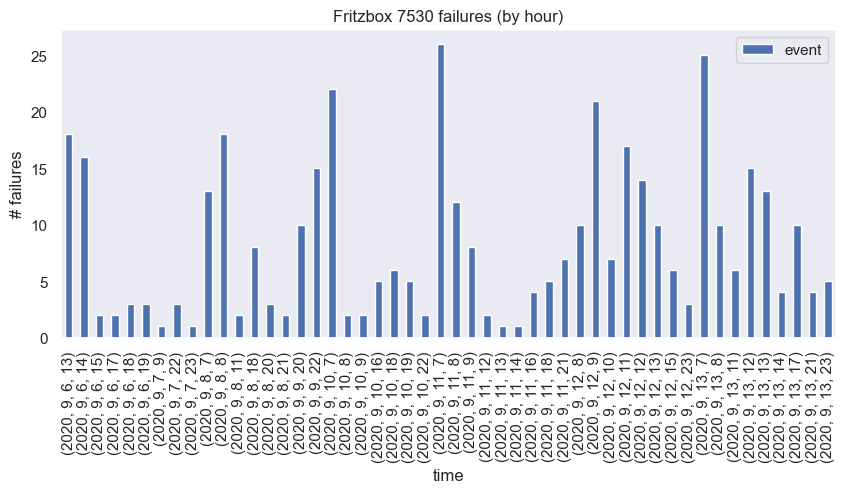 Fritzbox 7530 failures (by hour)
event
# failures
25
20
15
10
5
0
(2020, 9, 6, 13)
(2020, 9, 6, 14)
(2020, 9, 6, 15)
(2020, 9, 6, 17)
(2020, 9, 6, 18)
(2020, 9, 6, 19)
(2020, 9, 7, 9)
(2020, 9, 7, 22)
(2020, 9, 7, 23)
(2020, 9, 8, 7)
(2020, 9, 8, 8)
(2020, 9, 8, 11)
(2020, 9, 8, 18)
(2020, 9, 8, 20)
(2020, 9, 8, 21)
(2020, 9, 9, 20)
(2020, 9, 9, 22)
(2020, 9, 10, 7)
(2020, 9, 10, 8)
(2020, 9, 10, 9)
(2020, 9, 10, 16)
(2020, 9, 10, 18)
(2020, 9, 10, 19)
(2020, 9, 10, 22)
(2020, 9, 11, 7)
(2020, 9, 11, 8)
(2020, 9, 11, 9)
(2020, 9, 11, 12)
(2020, 9, 11, 13)
(2020, 9, 11, 14)
(2020, 9, 11, 16)
(2020, 9, 11, 18)
(2020, 9, 11, 21)
(2020, 9, 12, 8)
(2020, 9, 12, 9)
(2020, 9, 12, 10)
(2020, 9, 12, 11)
(2020, 9, 12, 12)
(2020, 9, 12, 13)
(2020, 9, 12, 15)
(2020, 9, 12, 23)
(2020, 9, 13, 7)
(2020, 9, 13, 8)
(2020, 9, 13, 11)
(2020, 9, 13, 12)
(2020, 9, 13, 13)
(2020, 9, 13, 14)
(2020, 9, 13, 17)
(2020, 9, 13, 21)
(2020, 9, 13, 23)
time